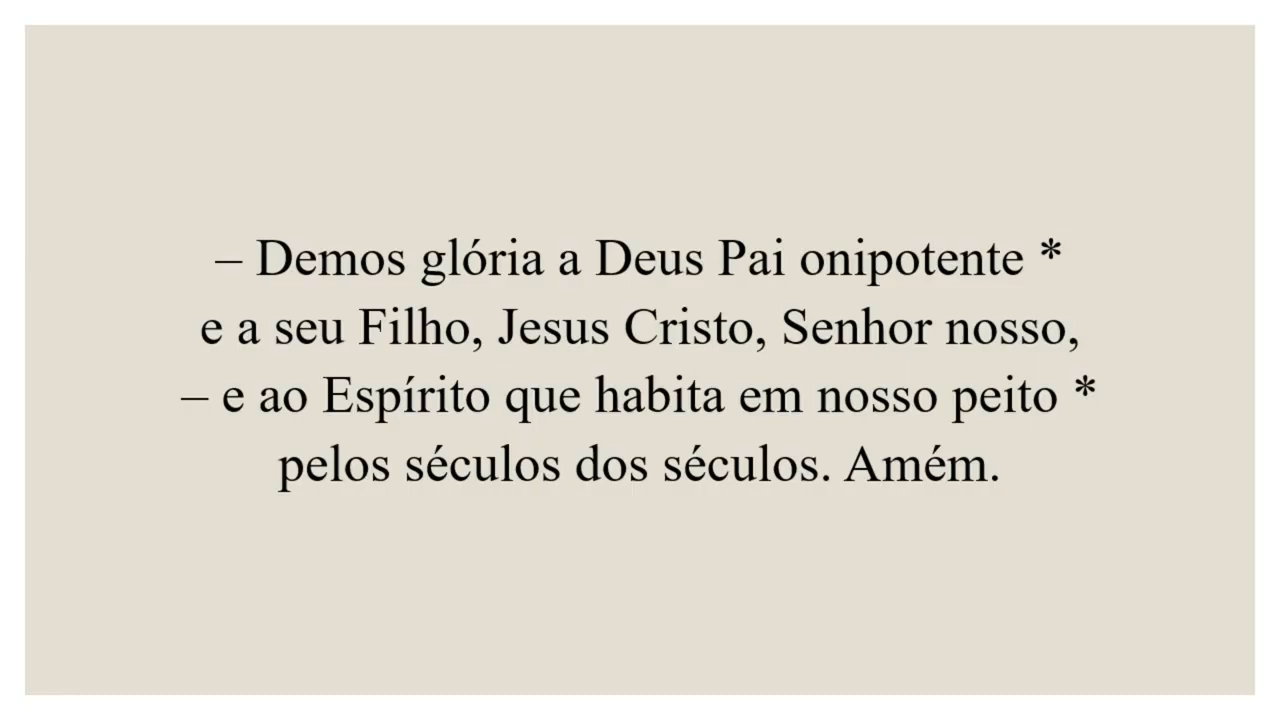 – Demos glória a Deus Pai onipotente *
e a seu Filho, Jesus Cristo, Senhor nosso,
– e ao Espírito que habita em nosso peito *
pelos séculos dos séculos. Amém.